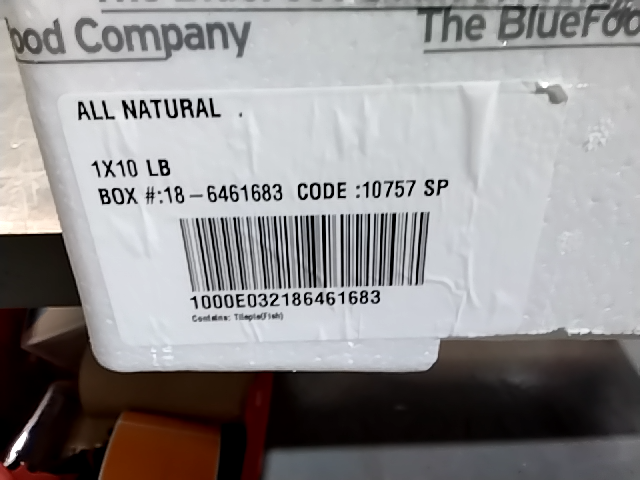 ood Company
The BlueFoo
ALL NATURAL .
1X10 LB
BOX #:18-6461683 CODE :10757 SP
1000E032186461683
Contains: Tilapia(Fish)